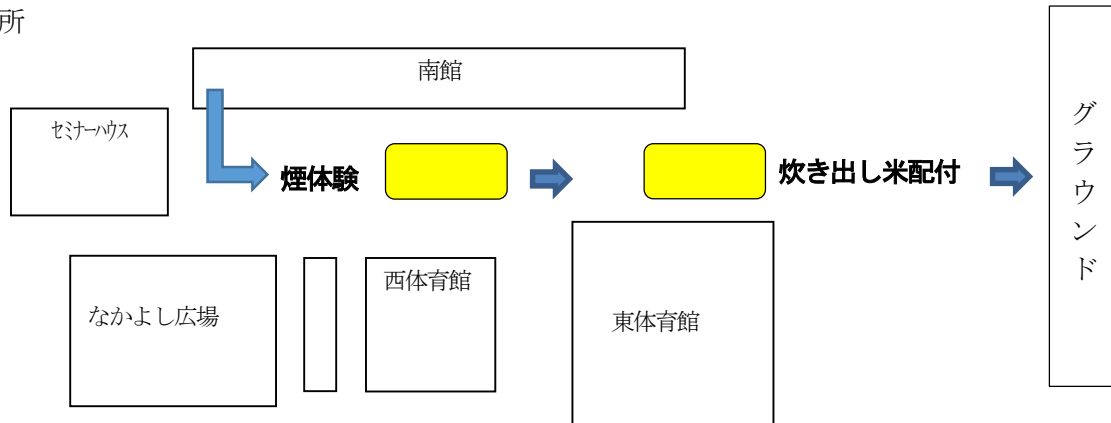 所
南館
セミナーハウス
煙体験
炊き出し米配付
グラウンド
なかよし広場
西体育館
東体育館